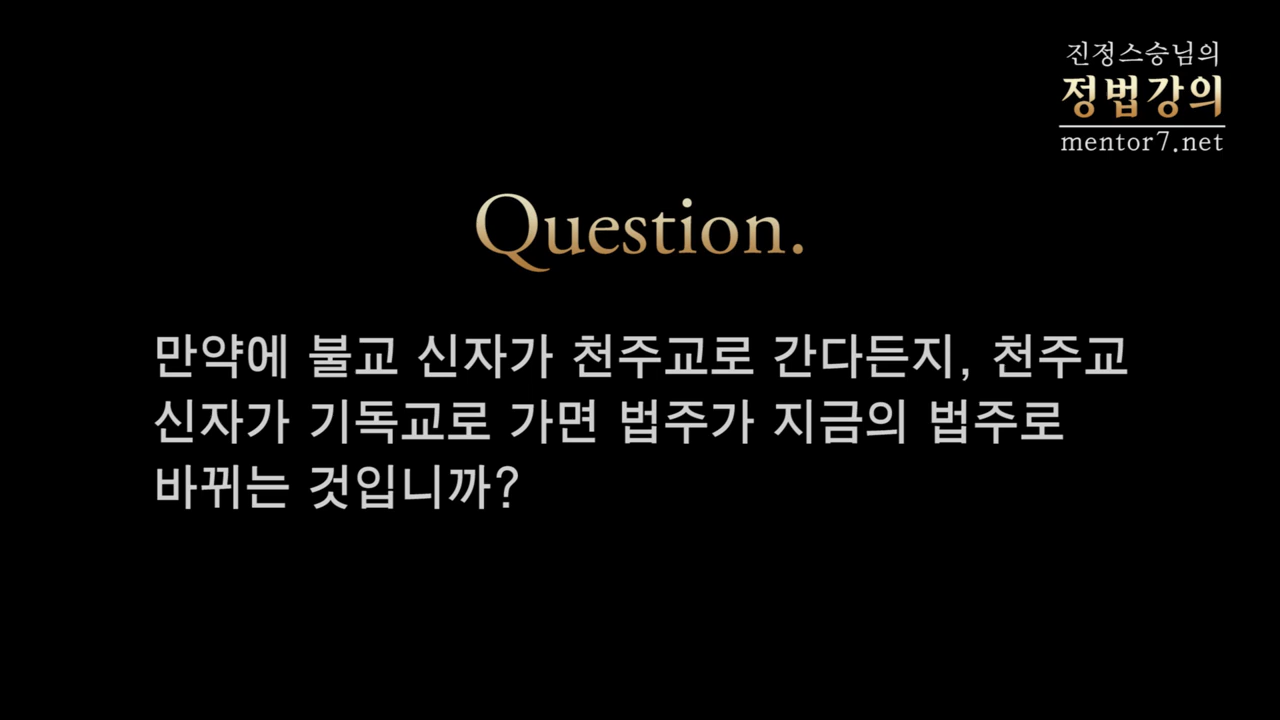 진정스승님의
정법강의
mentor7.net
Question.
만약에 불교 신자가 천주교로 간다든지, 천주교
신자가 기독교로 가면 법주가 지금의 법주로
바뀌는 것입니까?